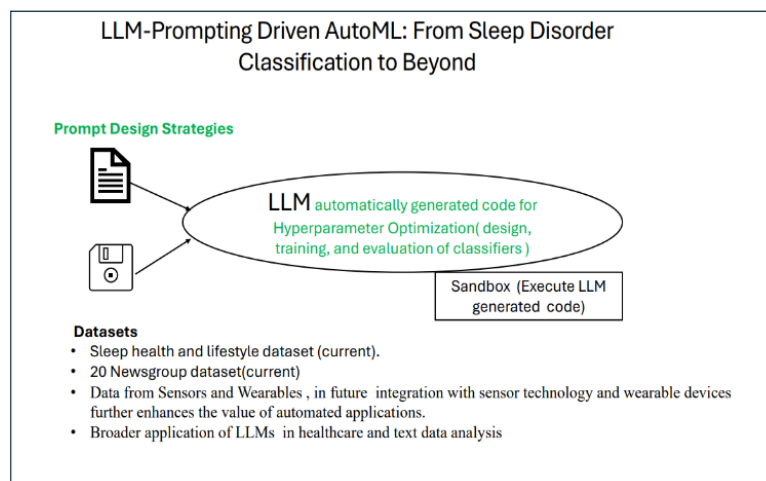 LLM-Prompting Driven AutoML: From Sleep Disorder
Classification to Beyond
Prompt Design Strategies
LLM automatically generated code for
Hyperparameter Optimization( design,
training, and evaluation of classifiers )
Sandbox (Execute LLM
generated code)
Datasets
• Sleep health and lifestyle dataset (current).
• 20 Newsgroup dataset(current)
• Data from Sensors and Wearables , in future integration with sensor technology and wearable devices
further enhances the value of automated applications.
• Broader application of LLMs in healthcare and text data analysis